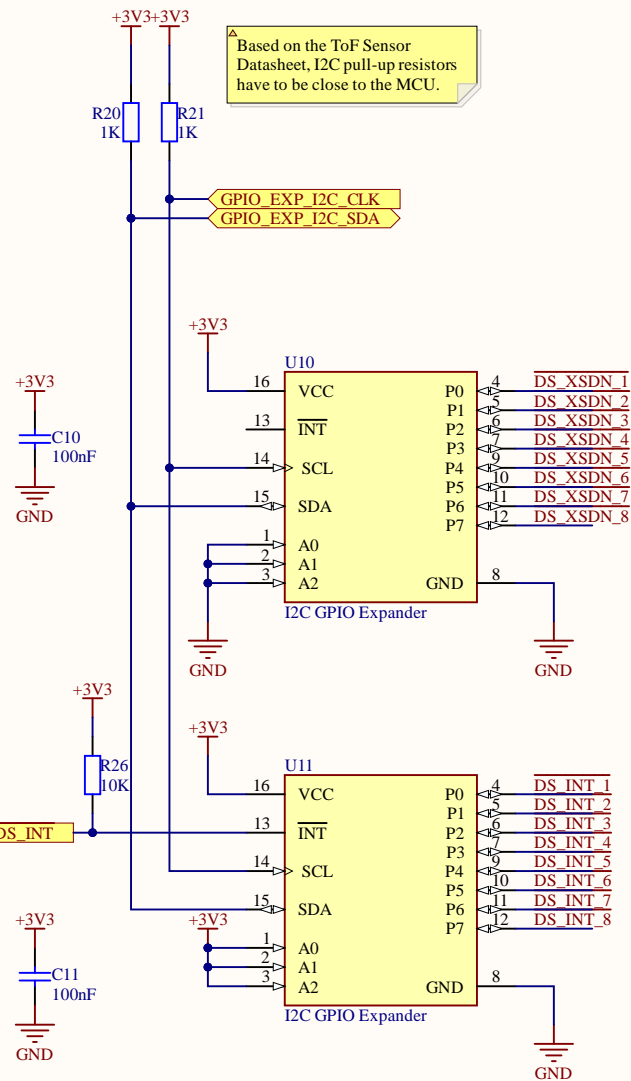 +3V3 +3V3
Based on the ToF Sensor
Datasheet, I2C pull-up resistors
have to be close to the MCU.
R20
1K
R21
1K
GPIO_EXP_I2C_CLK
GPIO_EXP_I2C_SDA
+3V3
U10
16 VCC P0 4 DS_XSDN_1
P1 5 DS_XSDN_2
13 INT P2 6 DS_XSDN_3
P3 7 DS_XSDN_4
14 SCL P4 9 DS_XSDN_5
P5 10 DS_XSDN_6
15 SDA P6 11 DS_XSDN_7
P7 12 DS_XSDN_8
1 A0
2 A1
3 A2 GND 8
I2C GPIO Expander
GND
GND
+3V3
C10
100nF
GND
+3V3
R26
10K
DS_INT
+3V3
U11
16 VCC P0 4 DS_INT_1
P1 5 DS_INT_2
13 INT P2 6 DS_INT_3
P3 7 DS_INT_4
14 SCL P4 9 DS_INT_5
P5 10 DS_INT_6
15 SDA P6 11 DS_INT_7
P7 12 DS_INT_8
+3V3
1 A0
2 A1
3 A2 GND 8
I2C GPIO Expander
GND
+3V3
C11
100nF
GND